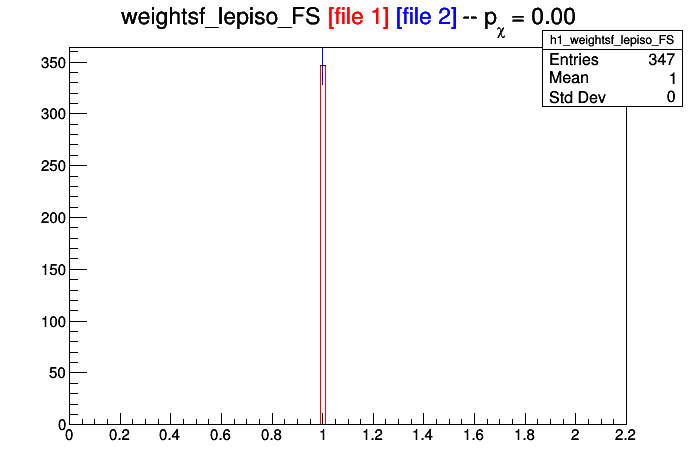 weightsf_lepiso_FS [file 1] [file 2] -- pχ = 0.00
h1_weightsf_lepiso_FS
Entries 347
Mean 1
Std Dev 0
350
300
250
200
150
100
50
0
0 0.2 0.4 0.6 0.8 1 1.2 1.4 1.6 1.8 2 2.2